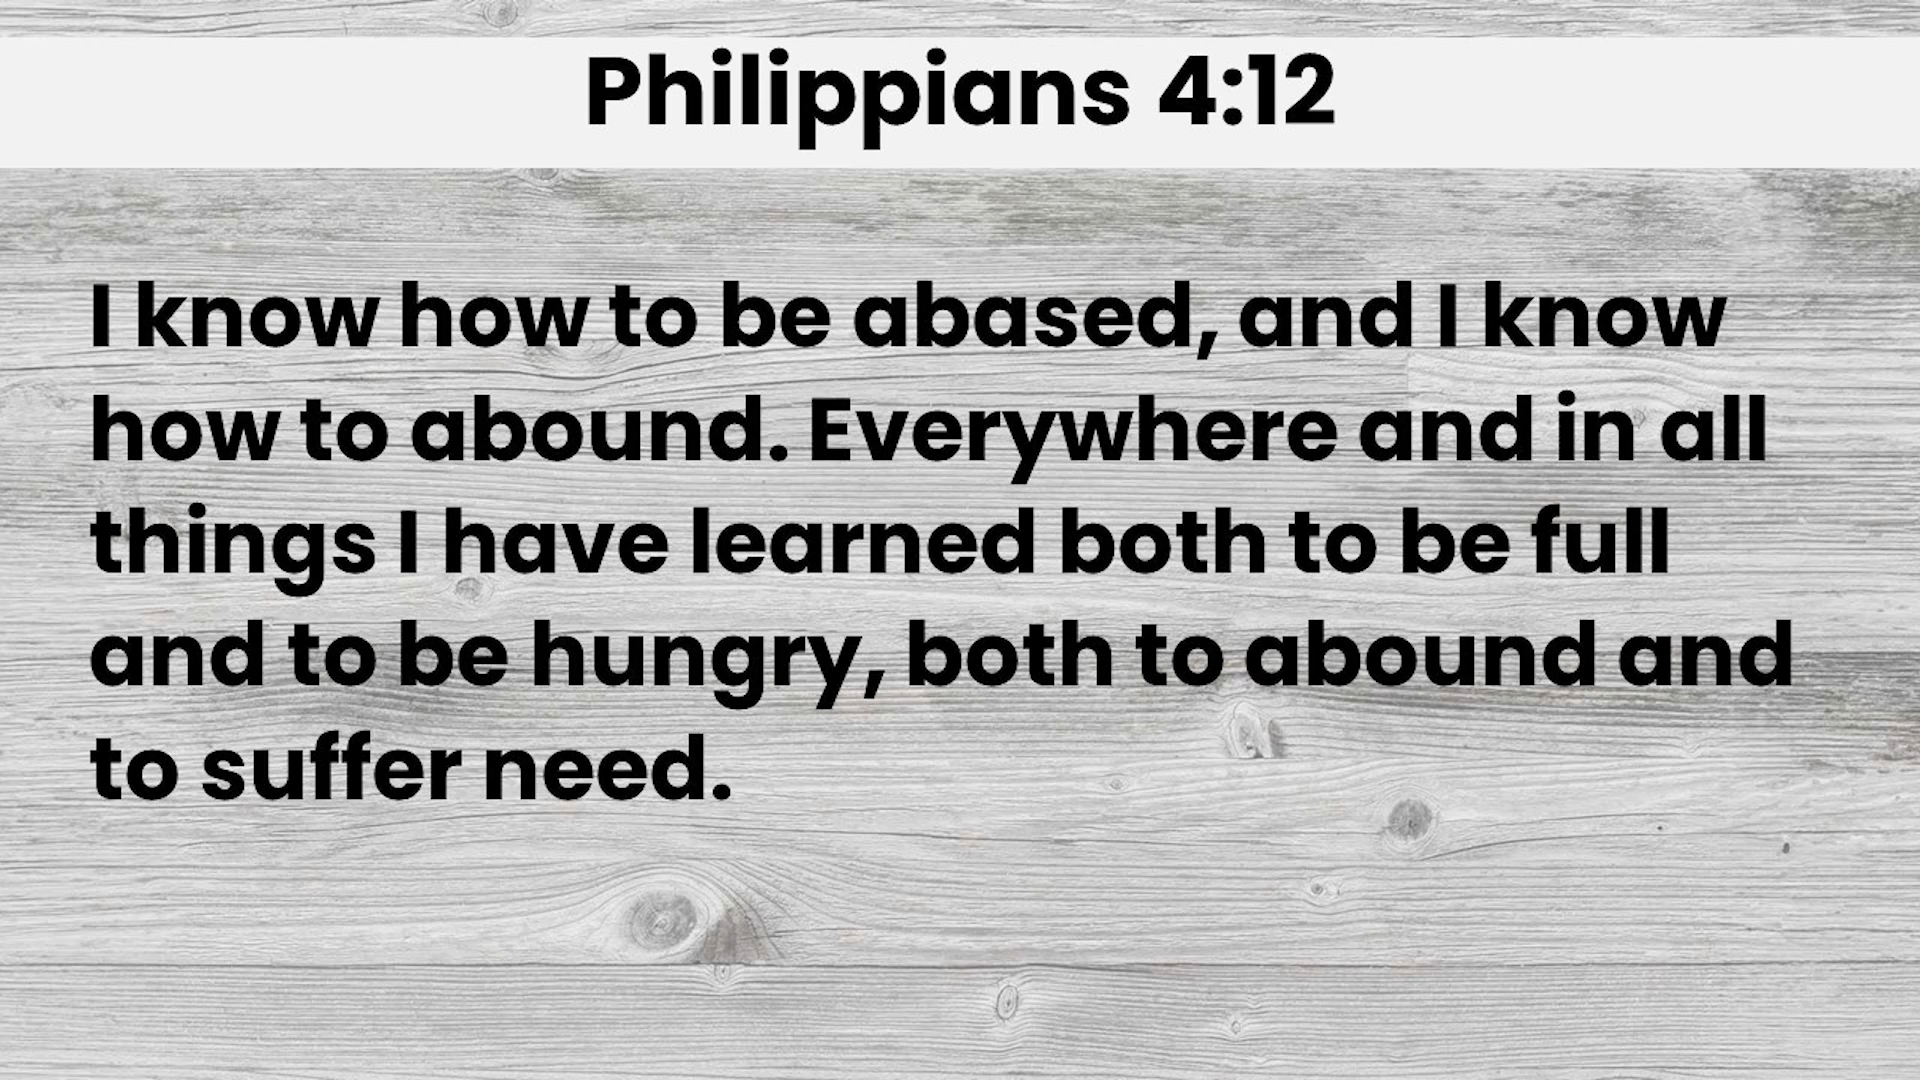 Philippians 4:12
I know how to be abased, and I know
how to abound. Everywhere and in all
things I have learned both to be full
and to be hungry, both to abound and
to suffer need.